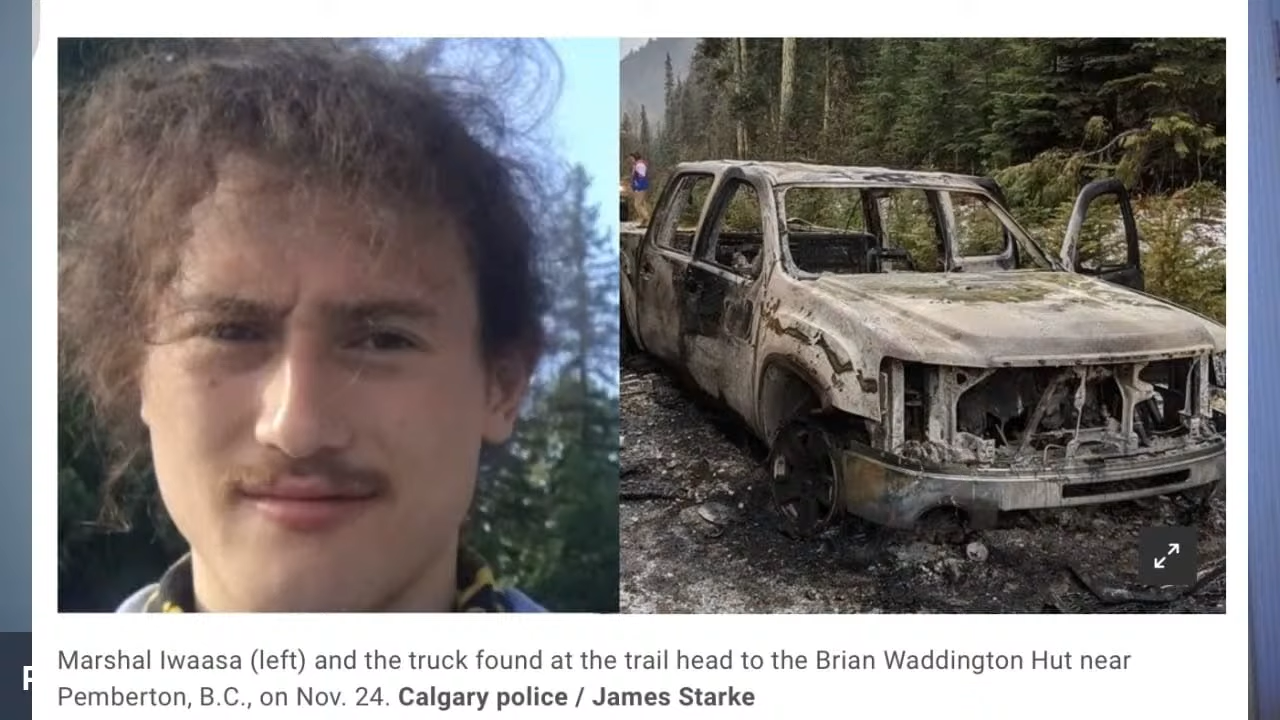 Marshal Iwaasa (left) and the truck found at the trail head to the Brian Waddington Hut near
Pemberton, B.C., on Nov. 24. Calgary police / James Starke